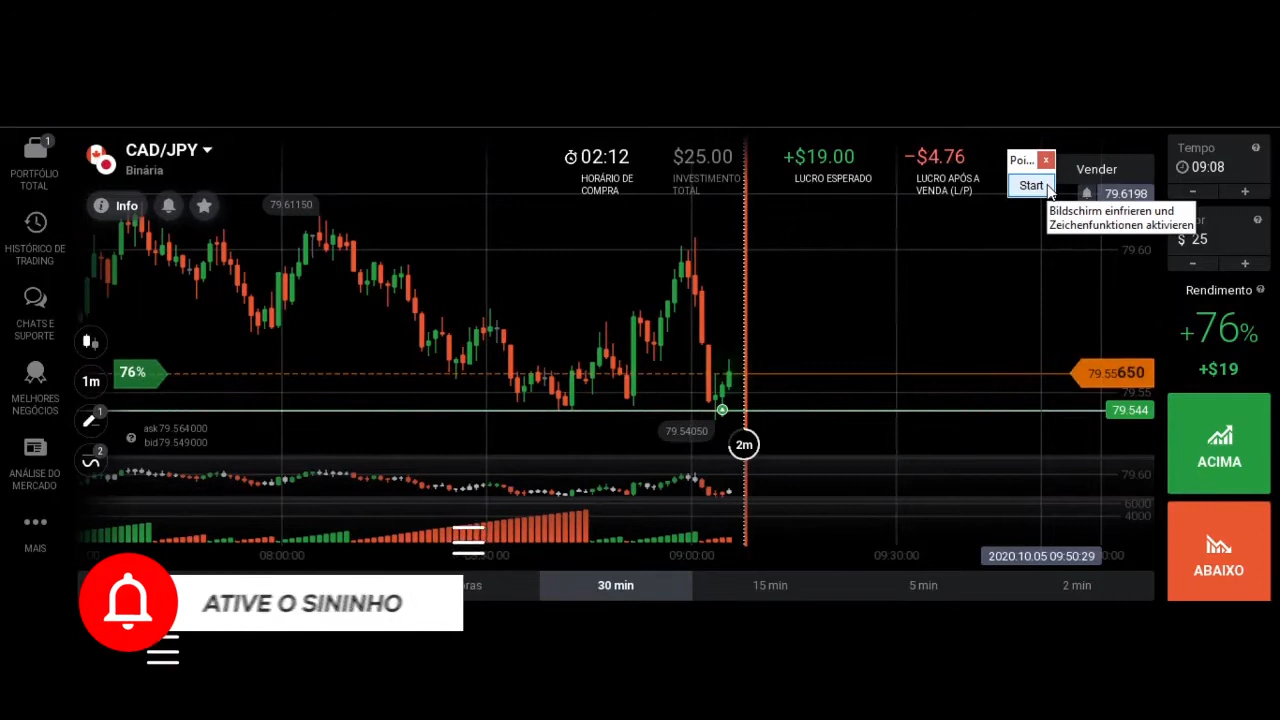 1
PORTFÓLIO
TOTAL
HISTÓRICO DE
TRADING
CHATS E
SUPORTE
MELHORES
NEGÓCIOS
ANÁLISE DO
MERCADO
MAIS
CAD/JPY
Binária
Info
79.61150
02:12
HORÁRIO DE
COMPRA
$25.00
INVESTIMENTO
TOTAL
+$19.00
LUCRO ESPERADO
−$4.76
LUCRO APÓS A
VENDA (L/P)
Poi... x
Start
Vender
79.6198
Bildschirm einfrieren und
Zeichenfunktionen aktivieren
79.60
76%
1m
1
2
79.55650
79.55
79.544
ask 79.564000
bid 79.549000
79.54050
2m
79.60
6000
4000
08:00:00
09:00:00
09:30:00
2020.10.05 09:50:29
30 min
15 min
5 min
2 min
Tempo
09:08
− +
$ 25
− +
Rendimento
+76%
+$19
ACIMA
ABAIXO
ATIVE O SININHO